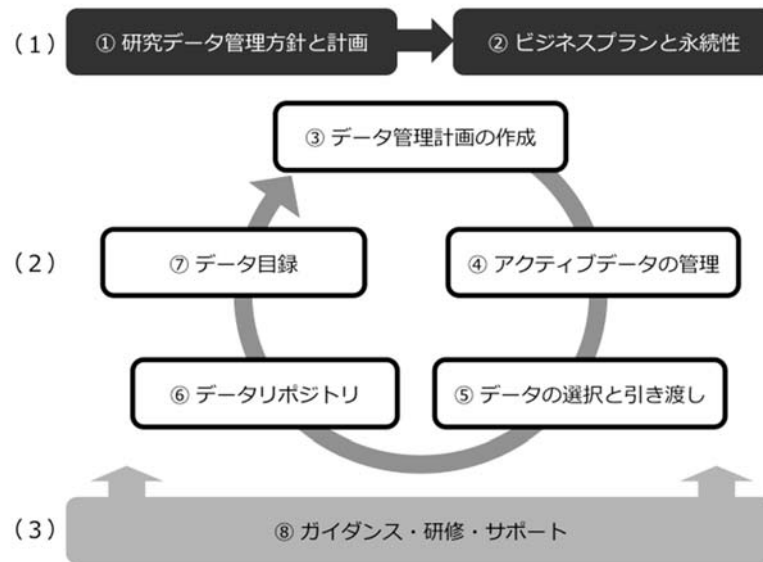 (1)
① 研究データ管理方針と計画
② ビジネスプランと永続性
③ データ管理計画の作成
(2)
⑦ データ目録
④ アクティブデータの管理
⑥ データリポジトリ
⑤ データの選択と引き渡し
(3)
⑧ ガイダンス・研修・サポート